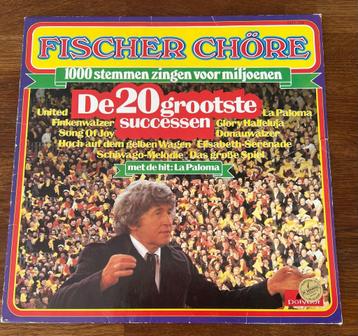 FISCHER CHÖRE
1000 stemmen zingen voor miljoenen
De 20 grootste
successen
United
La Paloma
Finkenwalzer
Glory Halleluja
Song Of Joy
Donauwalzer
Hoch auf dem gelben Wagen
Elisabeth-Serenade
Schiwago-Melodie
Das große Spiel
met de hit: La Paloma
Polydor